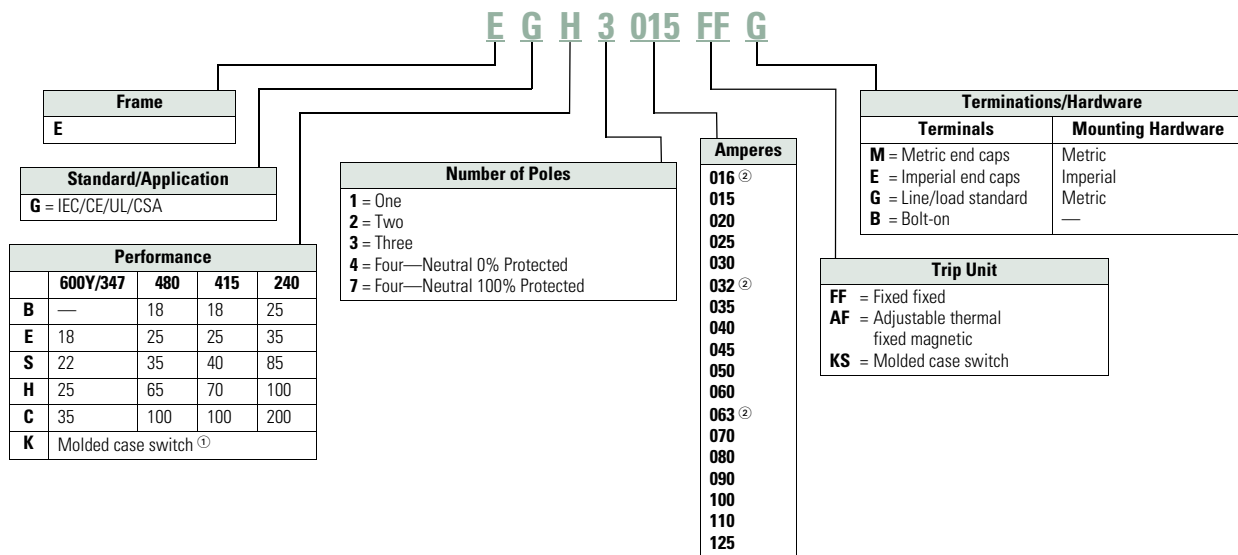 E G H 3 015 FF G
Frame
E
Standard/Application
G = IEC/CE/UL/CSA
Performance
600Y/347 480 415 240
B — 18 18 25
E 18 25 25 35
S 22 35 40 85
H 25 65 70 100
C 35 100 100 200
K Molded case switch ①
Number of Poles
1 = One
2 = Two
3 = Three
4 = Four—Neutral 0% Protected
7 = Four—Neutral 100% Protected
Amperes
016 ②
015
020
025
030
032 ②
035
040
045
050
060
063 ②
070
080
090
100
110
125
Trip Unit
FF = Fixed fixed
AF = Adjustable thermal
fixed magnetic
KS = Molded case switch
Terminations/Hardware
Terminals Mounting Hardware
M = Metric end caps Metric
E = Imperial end caps Imperial
G = Line/load standard Metric
B = Bolt-on —